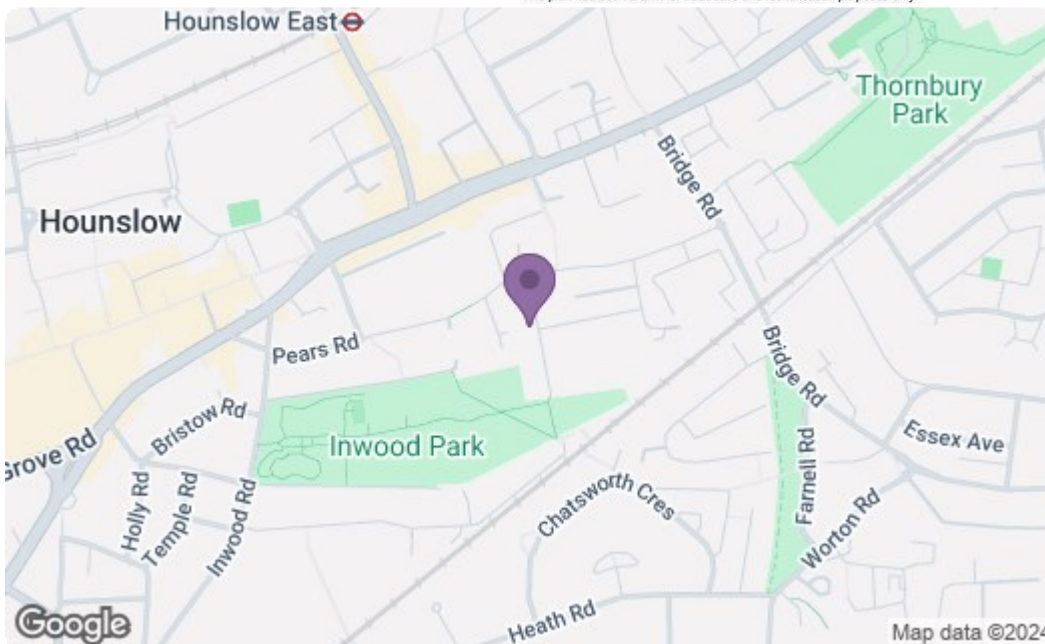 Hounslow East
Thornbury
Park
Bridge Rd
Hounslow
Pears Rd
Bridge Rd
Bristow Rd
Inwood Park
Essex Ave
Grove Rd
Farnell Rd
Holly Rd
Temple Rd
Inwood Rd
Chatsworth Cres
Worton Rd
Heath Rd
Google
Map data ©2024